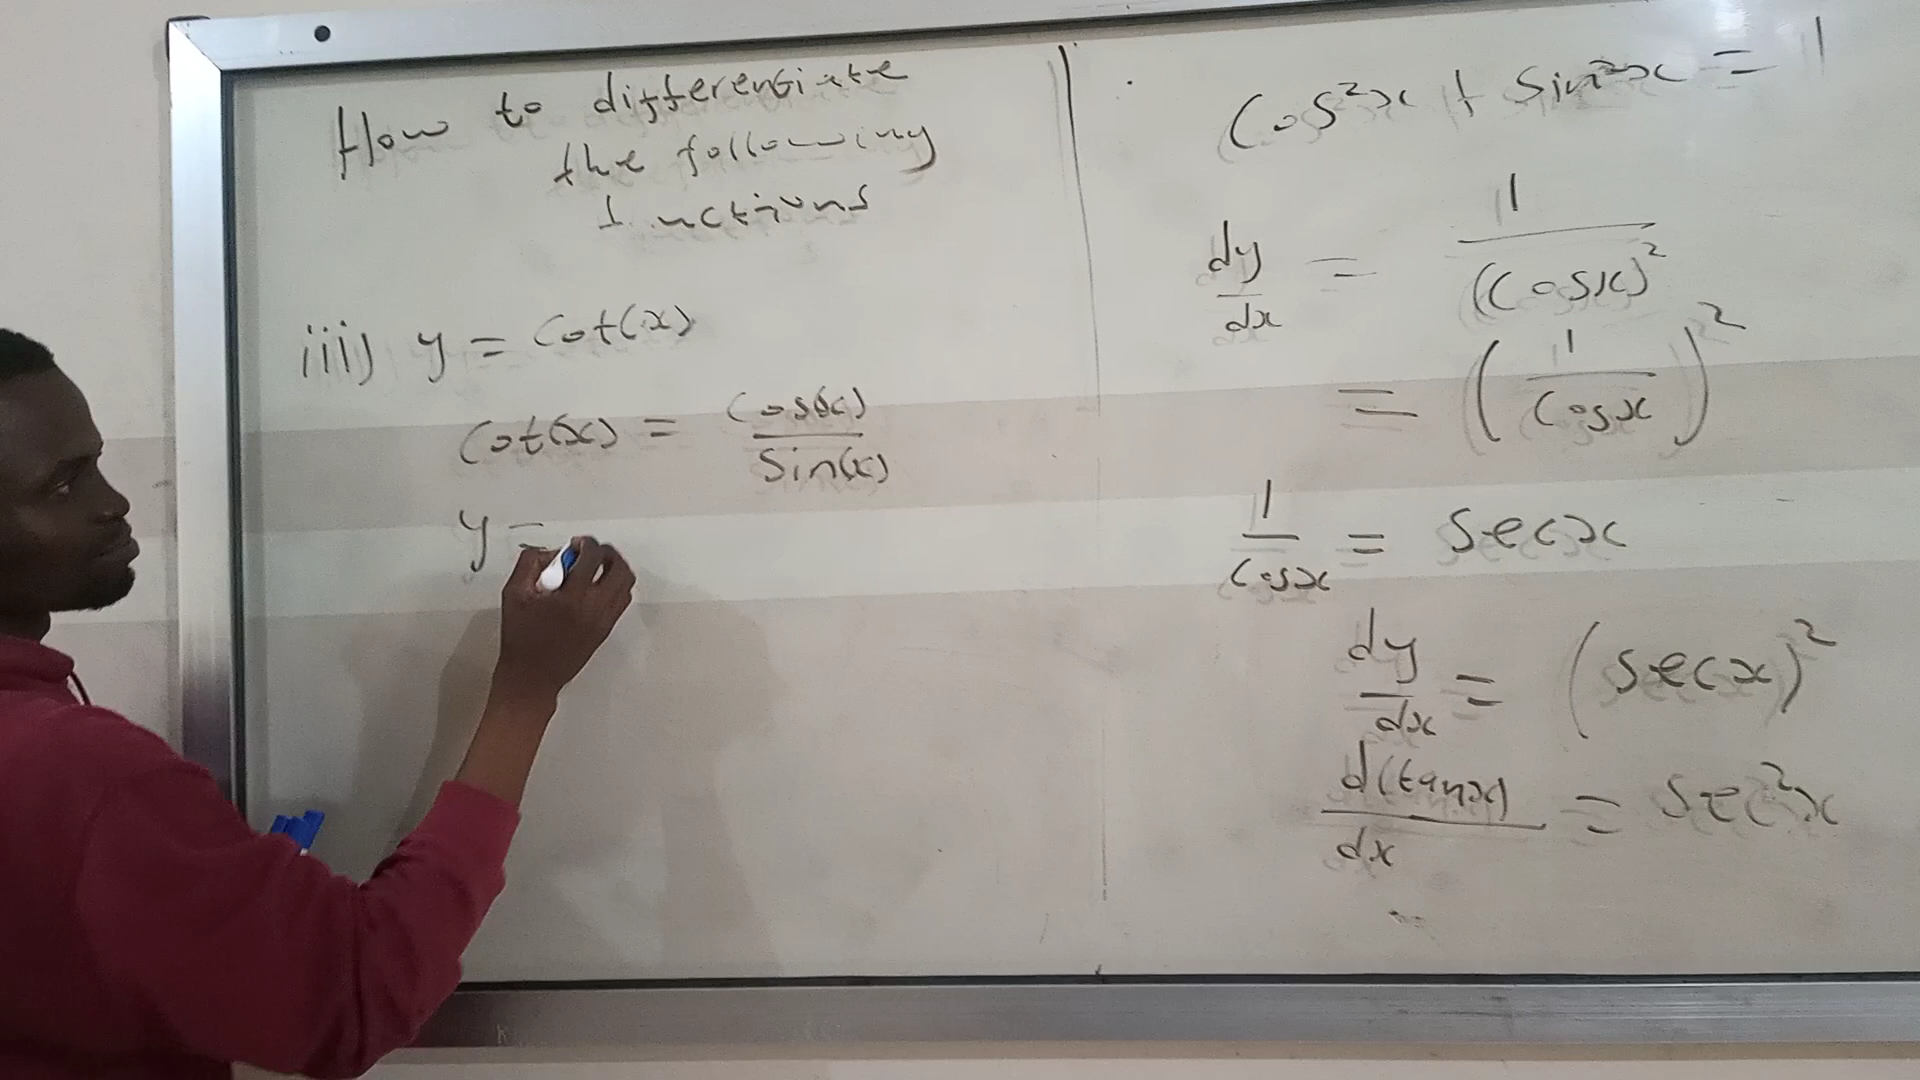 How to differentiate
the following
functions
iii) y = cot(x)
cot(x) = cos(x)/sin(x)
y =
cos²x + sin²x = 1
dy/dx = 1/(cosx)²
= (1/cosx)²
1/cosx = secx
dy/dx = (secx)²
d(tanx)/dx = sec²x